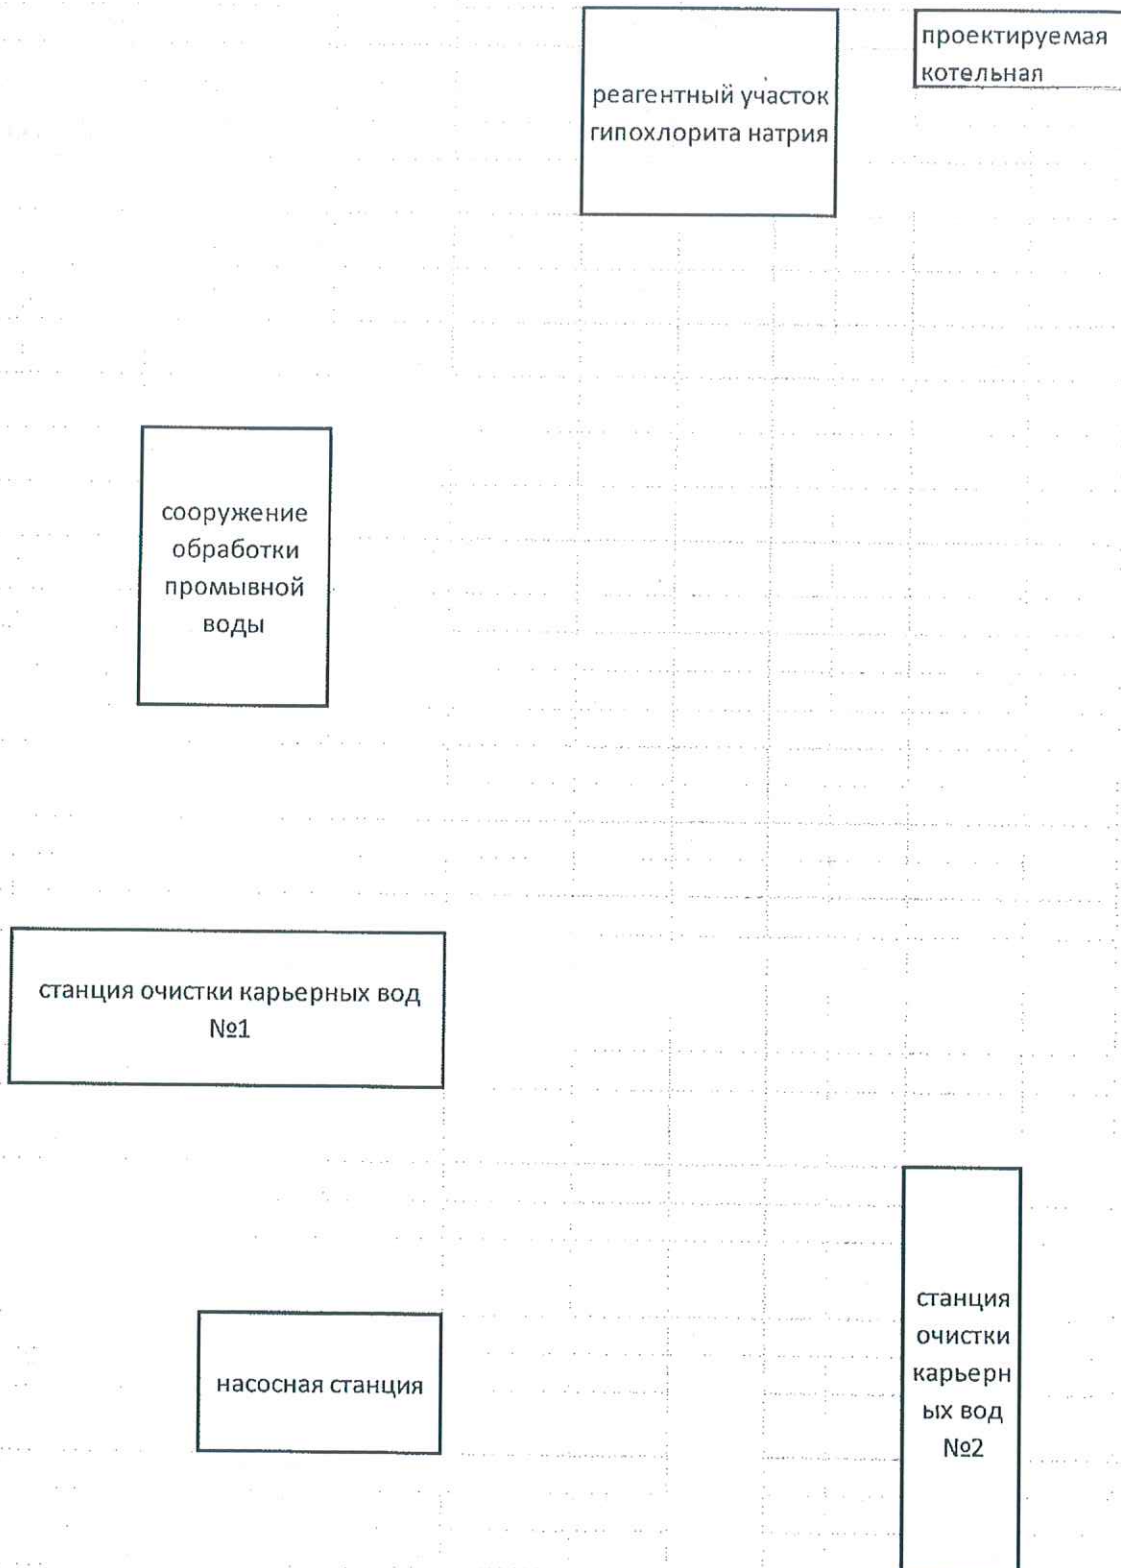 реагентный участок
гипохлорита натрия
проектируемая
котельная
сооружение
обработки
промывной
воды
станция очистки карьерных вод
№1
насосная станция
станция
очистки
карьерн
ых вод
№2